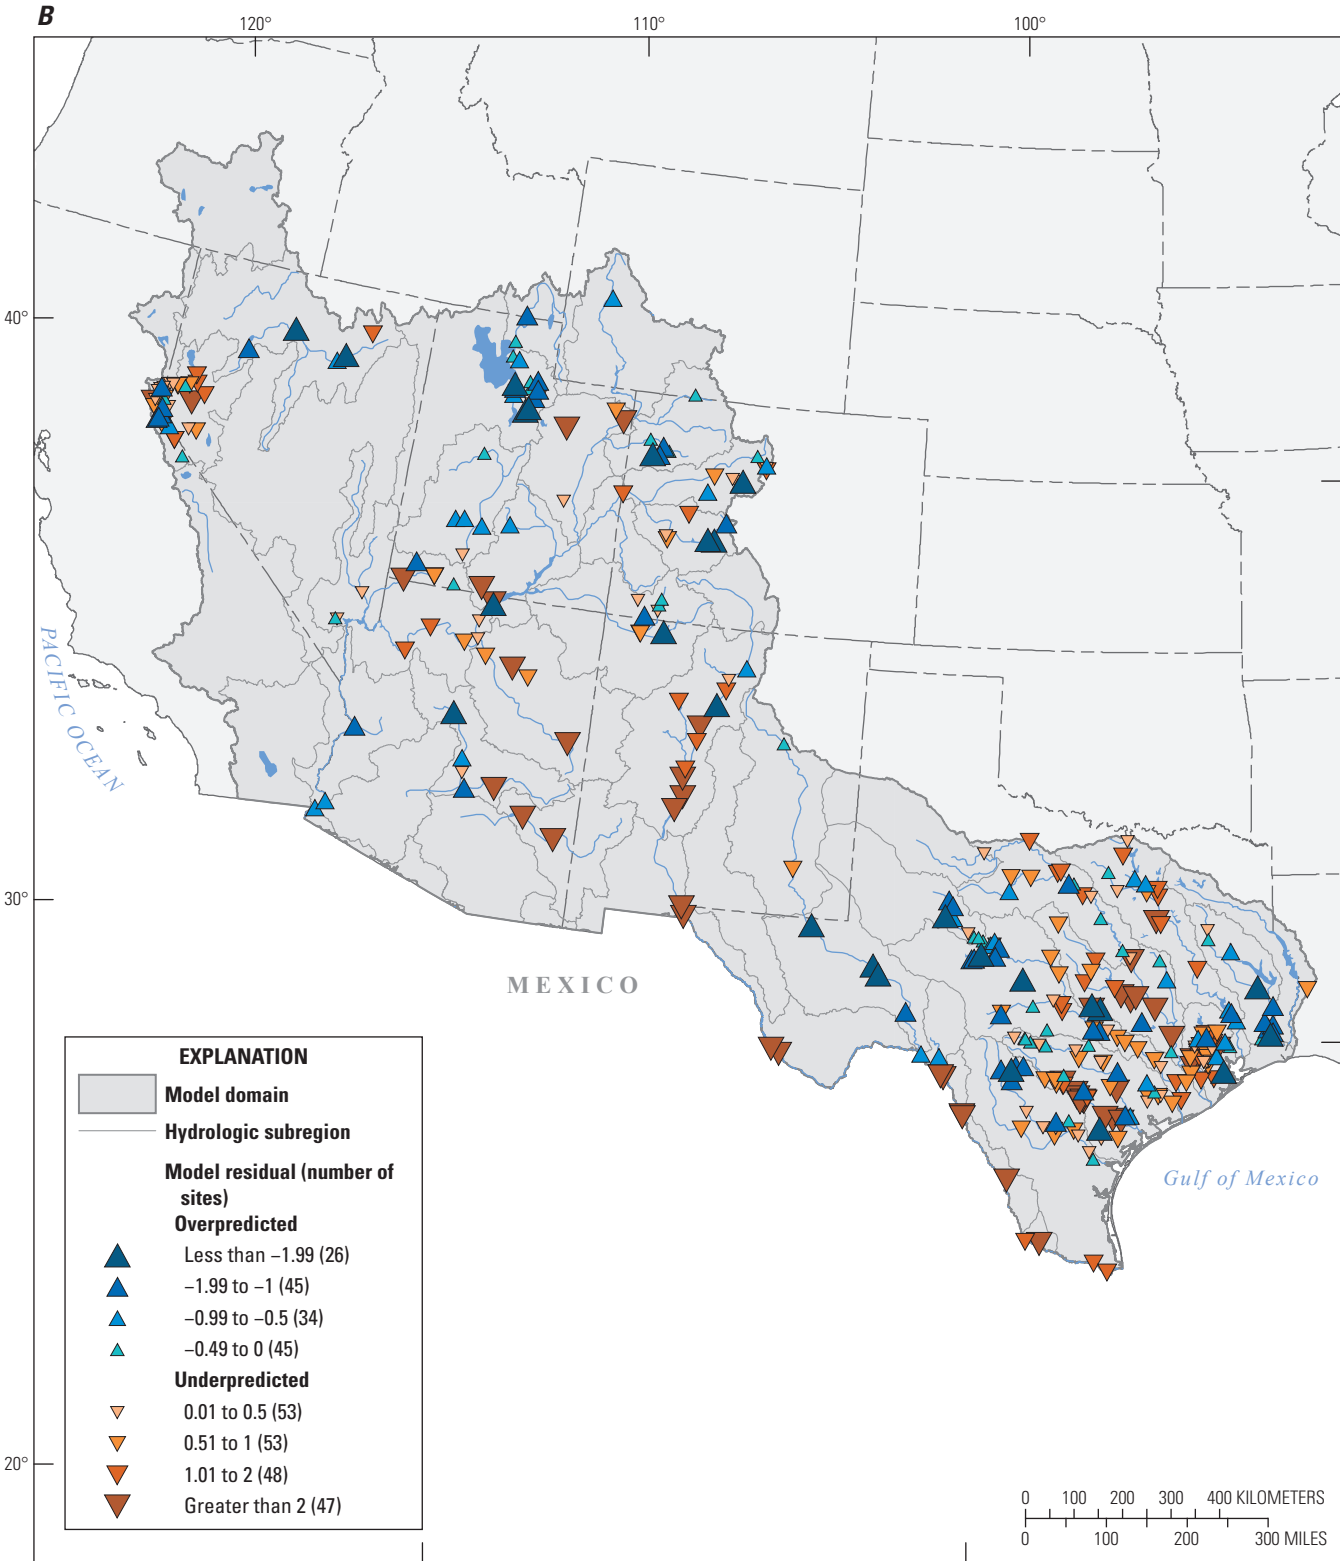 B
120°
110°
100°
40°
30°
20°
PACIFIC OCEAN
MEXICO
Gulf of Mexico
EXPLANATION
Model domain
Hydrologic subregion
Model residual (number of
sites)
Overpredicted
Less than −1.99 (26)
−1.99 to −1 (45)
−0.99 to −0.5 (34)
−0.49 to 0 (45)
Underpredicted
0.01 to 0.5 (53)
0.51 to 1 (53)
1.01 to 2 (48)
Greater than 2 (47)
0 100 200 300 400 KILOMETERS
0 100 200 300 MILES